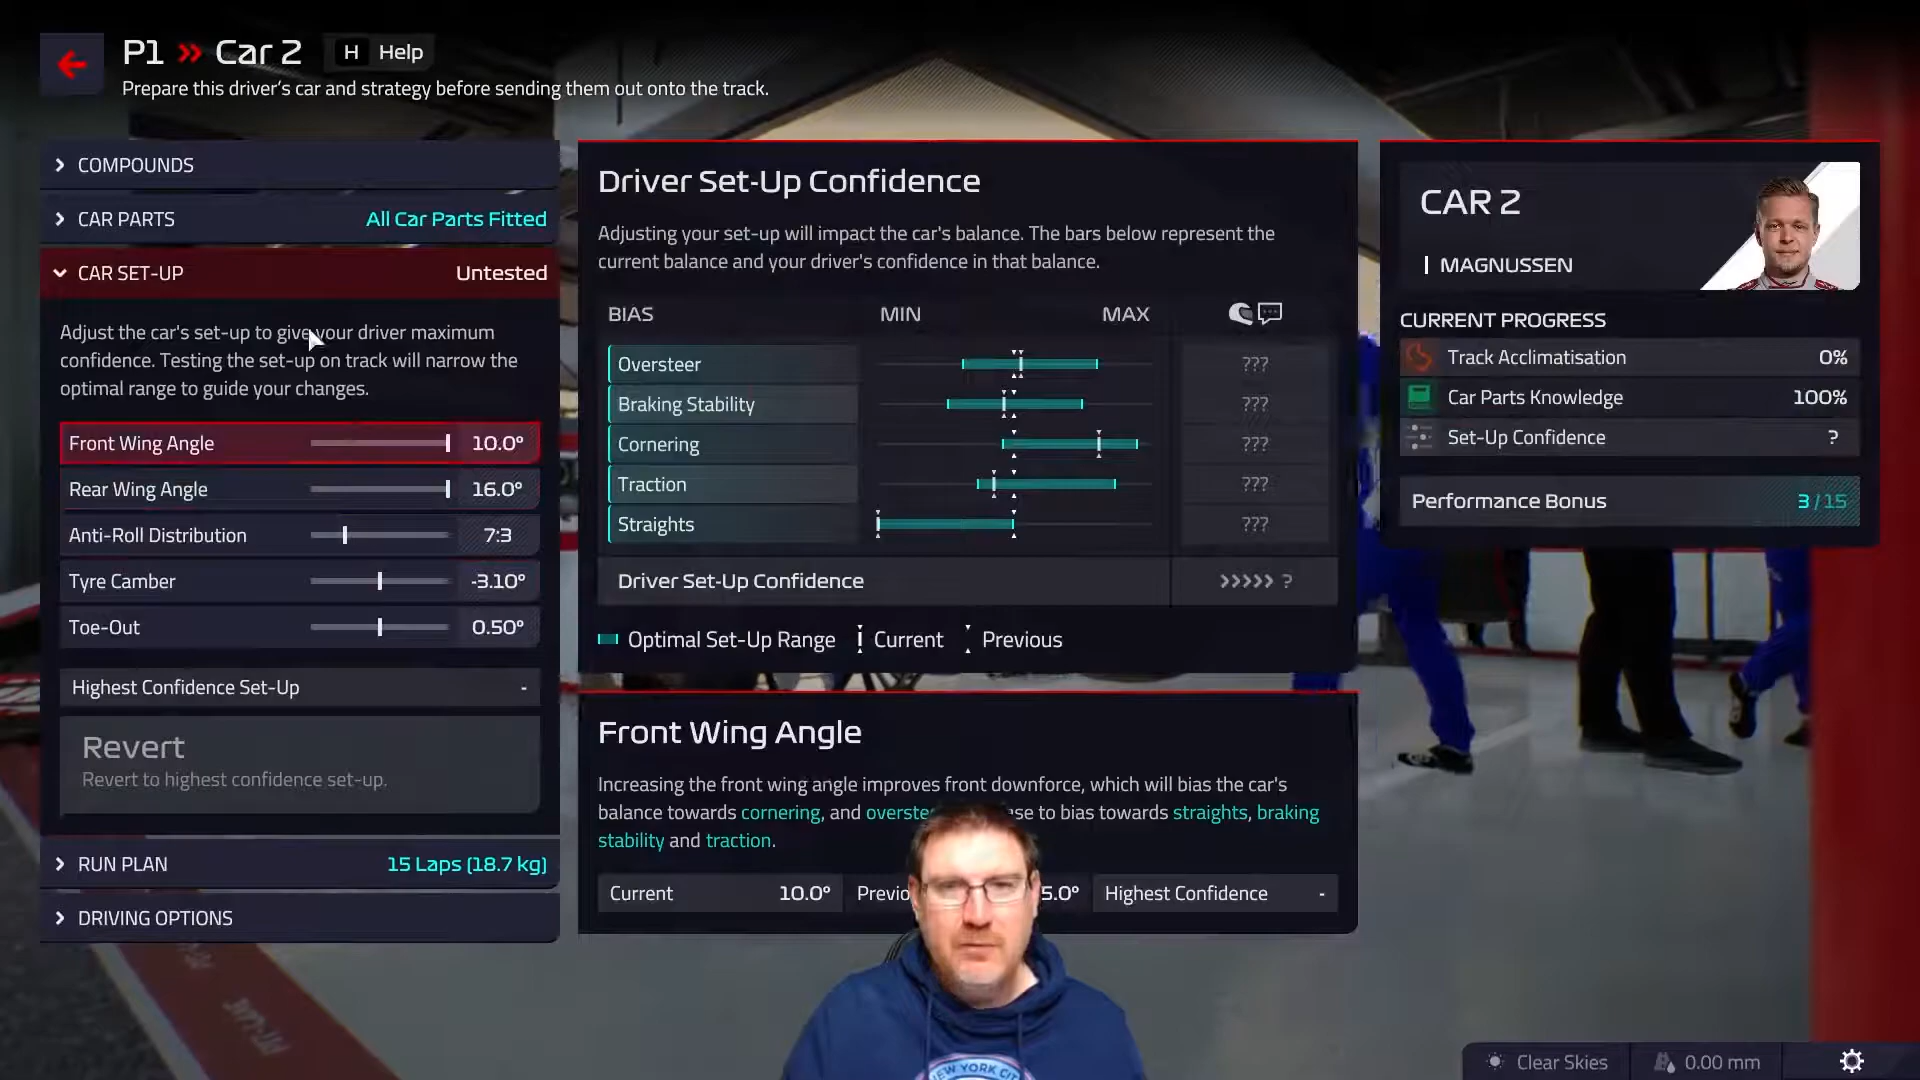 P1 Car 2 H Help
Prepare this driver's car and strategy before sending them out onto the track.
COMPOUNDS
CAR PARTS All Car Parts Fitted
CAR SET-UP Untested
Adjust the car's set-up to give your driver maximum
confidence. Testing the set-up on track will narrow the
optimal range to guide your changes.
Front Wing Angle 10.0°
Rear Wing Angle 16.0°
Anti-Roll Distribution 7:3
Tyre Camber -3.10°
Toe-Out 0.50°
Highest Confidence Set-Up -
Revert
Revert to highest confidence set-up.
RUN PLAN 15 Laps (18.7 kg)
DRIVING OPTIONS
Driver Set-Up Confidence
Adjusting your set-up will impact the car's balance. The bars below represent the
current balance and your driver's confidence in that balance.
BIAS MIN MAX
Oversteer ???
Braking Stability ???
Cornering ???
Traction ???
Straights ???
Driver Set-Up Confidence ?
Optimal Set-Up Range Current Previous
Front Wing Angle
Increasing the front wing angle improves front downforce, which will bias the car's
balance towards cornering, and towards straights, braking
stability and traction.
Current 10.0° 5.0° Highest Confidence -
NEW YORK
CAR 2
MAGNUSSEN
CURRENT PROGRESS
Track Acclimatisation 0%
Car Parts Knowledge 100%
Set-Up Confidence ?
Performance Bonus 3/15
Clear Skies 0.00 mm